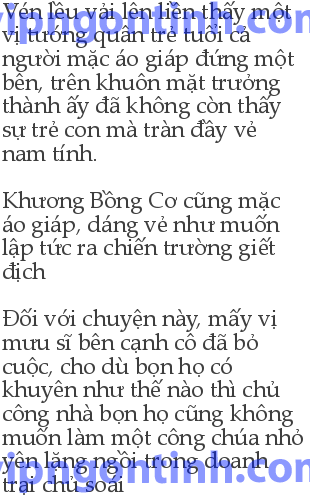 Vén lều vải lên liền thấy một
vị tướng quân trẻ tuổi cả
người mặc áo giáp đứng một
bên, trên khuôn mặt trưởng
thành ấy đã không còn thấy
sự trẻ con mà tràn đầy vẻ
nam tính.
Khương Bồng Cơ cũng mặc
áo giáp, dáng vẻ như muốn
lập tức ra chiến trường giết
địch
Đối với chuyện này, mấy vị
mưu sĩ bên cạnh cô đã bỏ
cuộc, cho dù bọn họ có
khuyên như thế nào thì chủ
công nhà bọn họ cũng không
muốn làm một công chúa nhỏ
yên lặng ngồi trong doanh
trại chủ soái